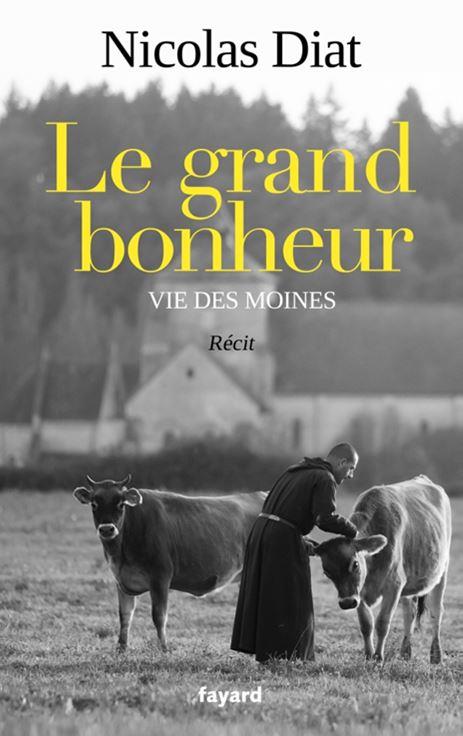 Nicolas Diat
Le grand
bonheur
VIE DES MOINES
Récit
fayard